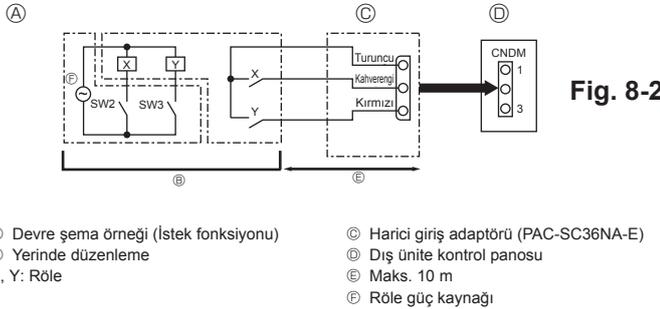 Ⓐ Ⓒ Ⓓ
CNDM
Turuncu
1
Ⓕ X Y X Kahverengi
Fig. 8-2
SW2 SW3 Kırmızı
Y 3
Ⓑ Ⓔ
Devre şema örneği (İstek fonksiyonu)
Yerinde düzenleme
, Y: Röle
Ⓒ Harici giriş adaptörü (PAC-SC36NA-E)
Ⓓ Dış ünite kontrol panosu
Ⓔ Maks. 10 m
Ⓕ Röle güç kaynağı